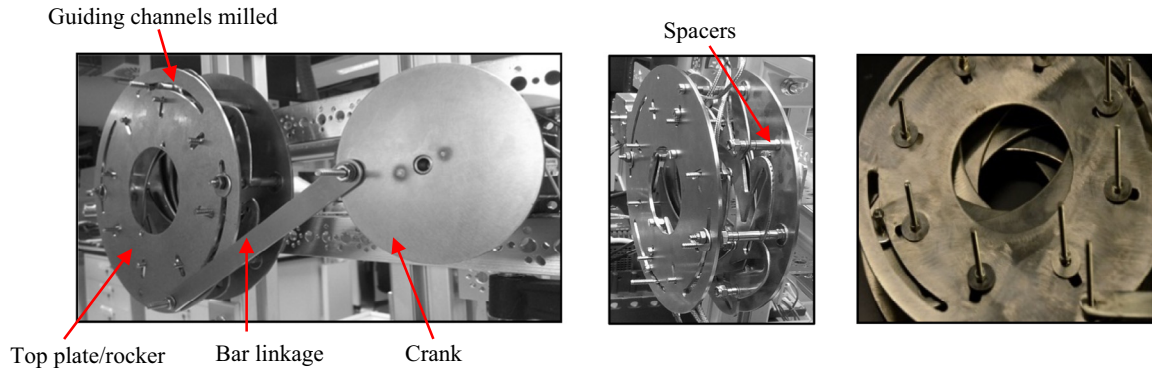 Guiding channels milled
Spacers
Top plate/rocker
Bar linkage
Crank